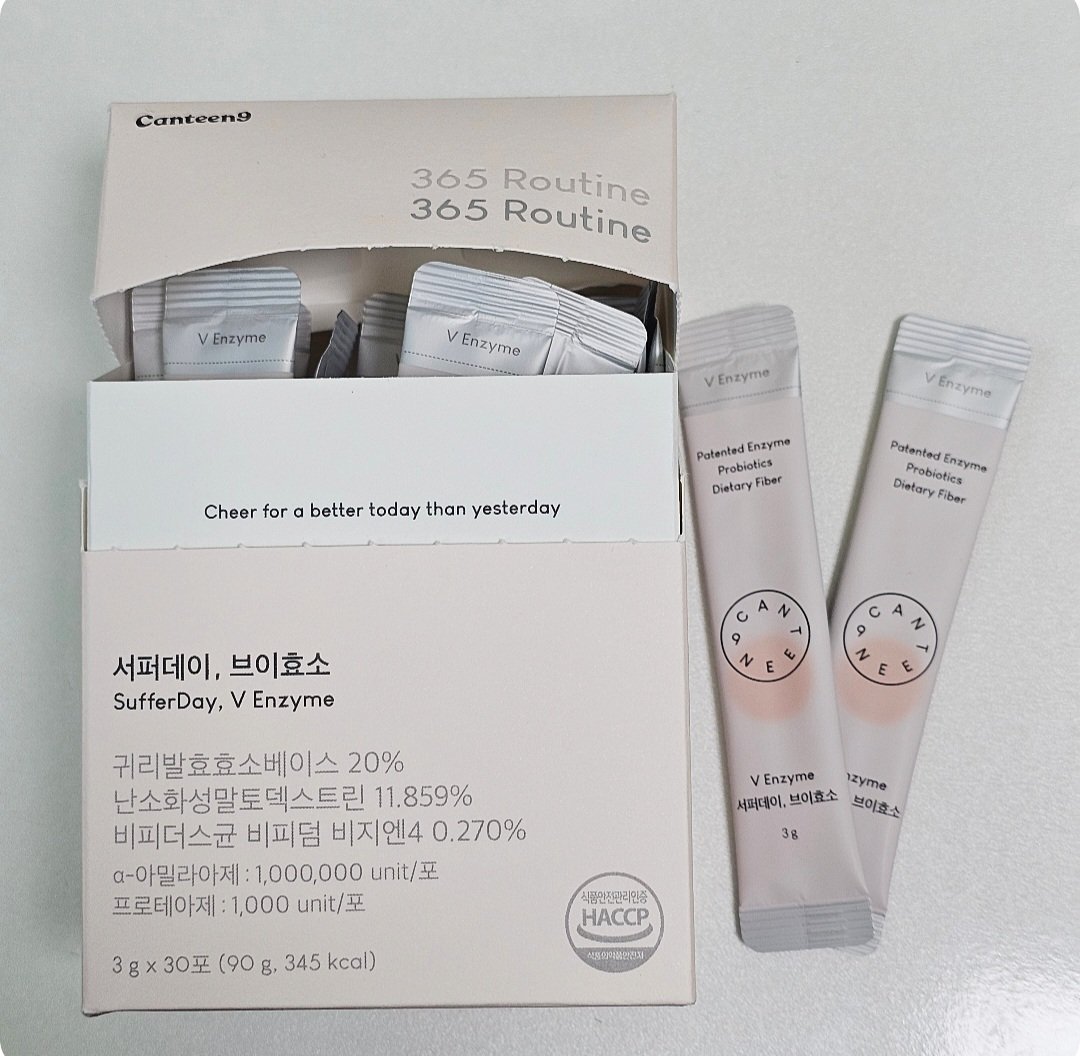 Canteen9
365 Routine
365 Routine
V Enzyme
V Enzyme
Cheer for a better today than yesterday
서퍼데이, 브이효소
SufferDay, V Enzyme
귀리발효효소베이스 20%
난소화성말토덱스트린 11.859%
비피더스균 비피덤 비지엔4 0.270%
α-아밀라아제 : 1,000,000 unit/포
프로테아제 : 1,000 unit/포
3 g x 30포 (90 g, 345 kcal)
식품안전관리인증
HACCP
식품의약품안전처
V Enzyme
Patented Enzyme
Probiotics
Dietary Fiber
CANTEEN9
V Enzyme
서퍼데이, 브이효소
3 g
V Enzyme
Patented Enzyme
Probiotics
Dietary Fiber
CANTEEN9
nzyme
브이효소